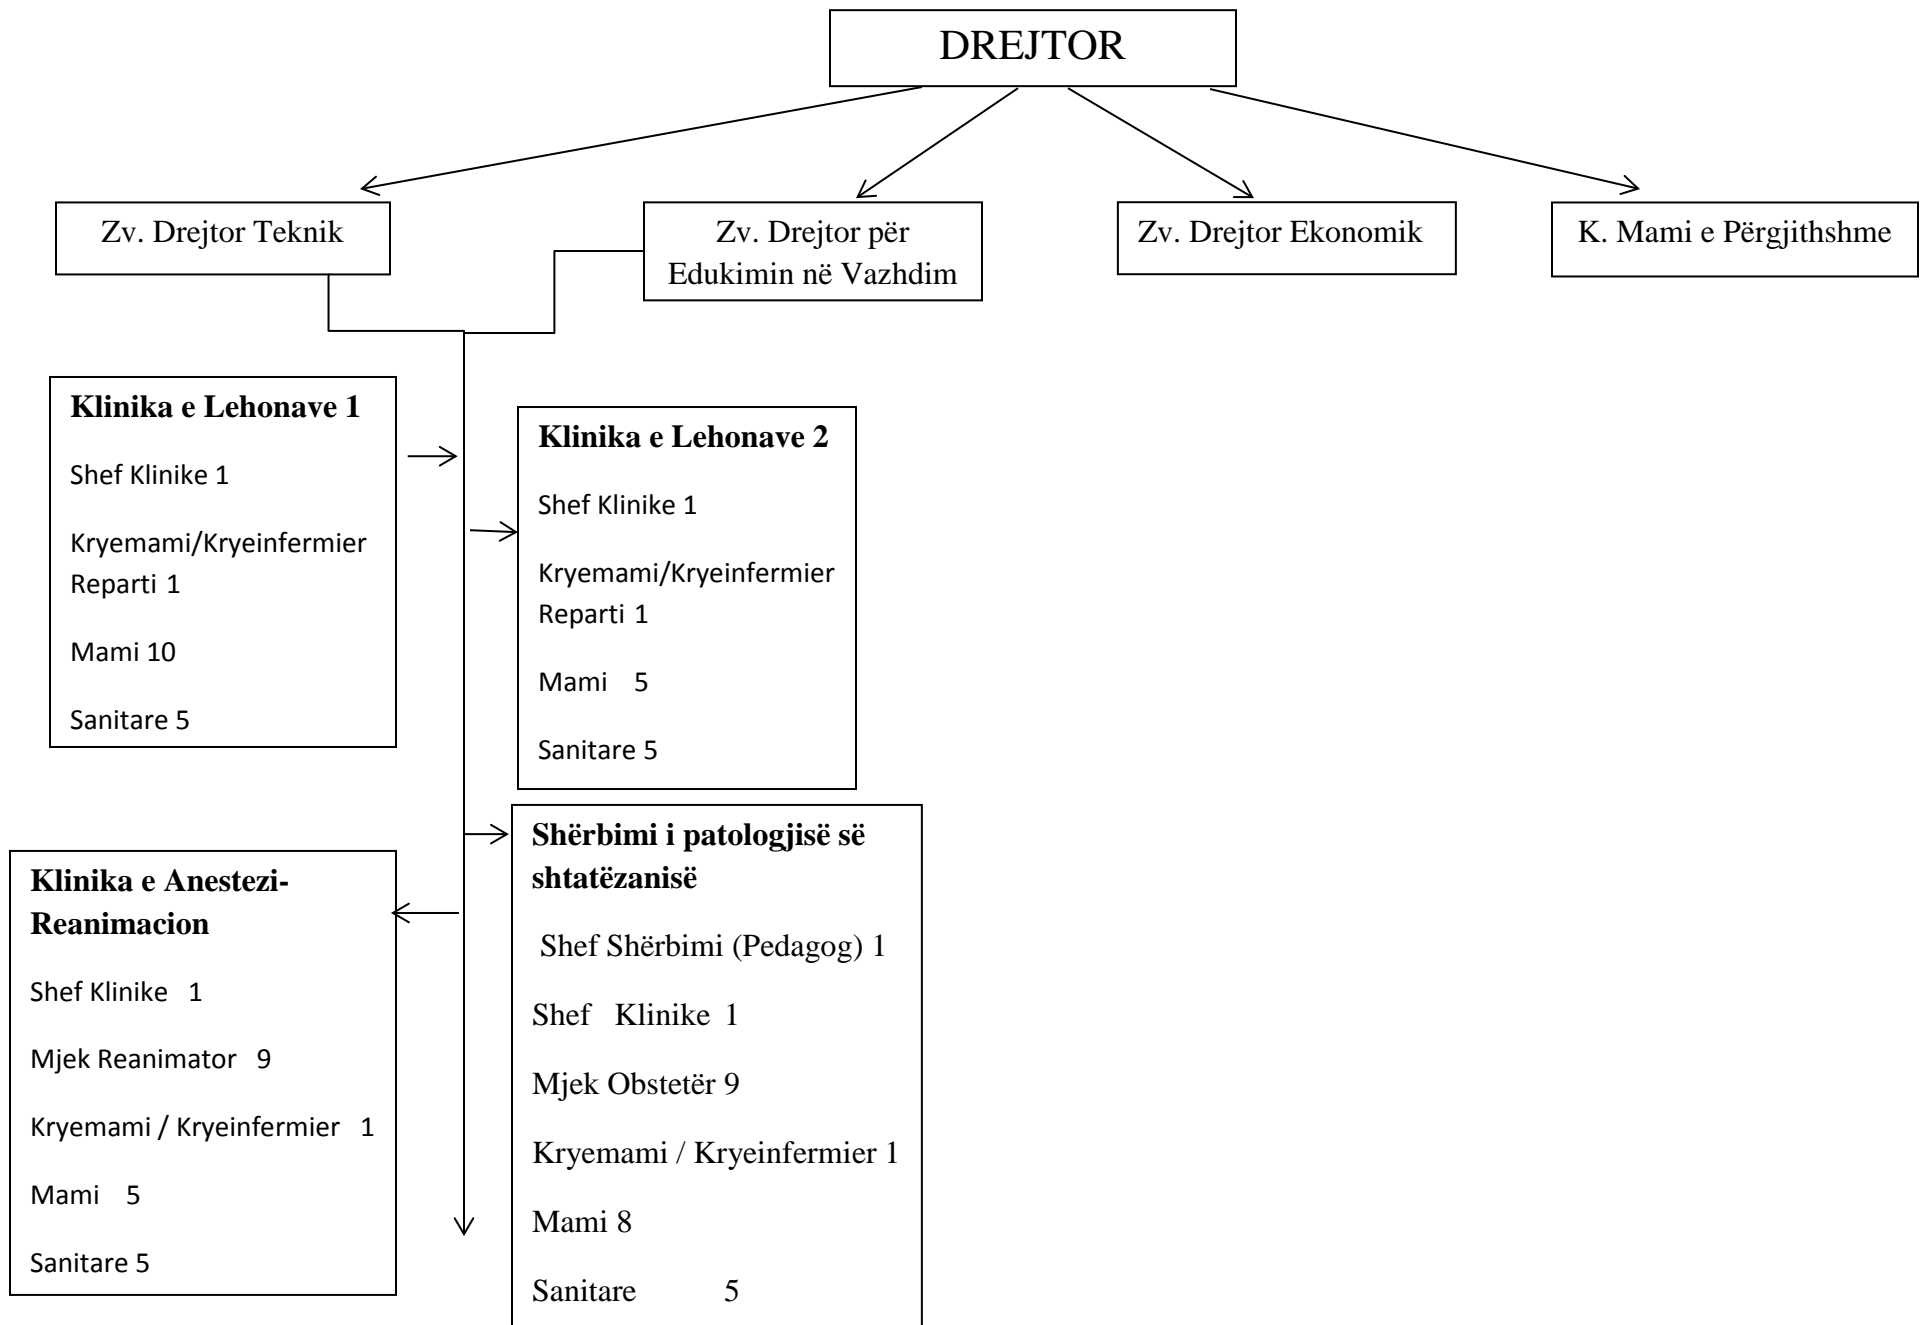 DREJTOR
Zv. Drejtor Teknik
Zv. Drejtor për
Edukimin në Vazhdim
Zv. Drejtor Ekonomik
K. Mami e Përgjithshme
Klinika e Lehonave 1
Shef Klinike 1
Kryemami/Kryeinfermier
Reparti 1
Mami 10
Sanitare 5
Klinika e Lehonave 2
Shef Klinike 1
Kryemami/Kryeinfermier
Reparti 1
Mami 5
Sanitare 5
Klinika e Anestezi-
Reanimacion
Shef Klinike 1
Mjek Reanimator 9
Kryemami / Kryeinfermier 1
Mami 5
Sanitare 5
Shërbimi i patologjisë së
shtatëzanisë
Shef Shërbimi (Pedagog) 1
Shef Klinike 1
Mjek Obstetër 9
Kryemami / Kryeinfermier 1
Mami 8
Sanitare 5